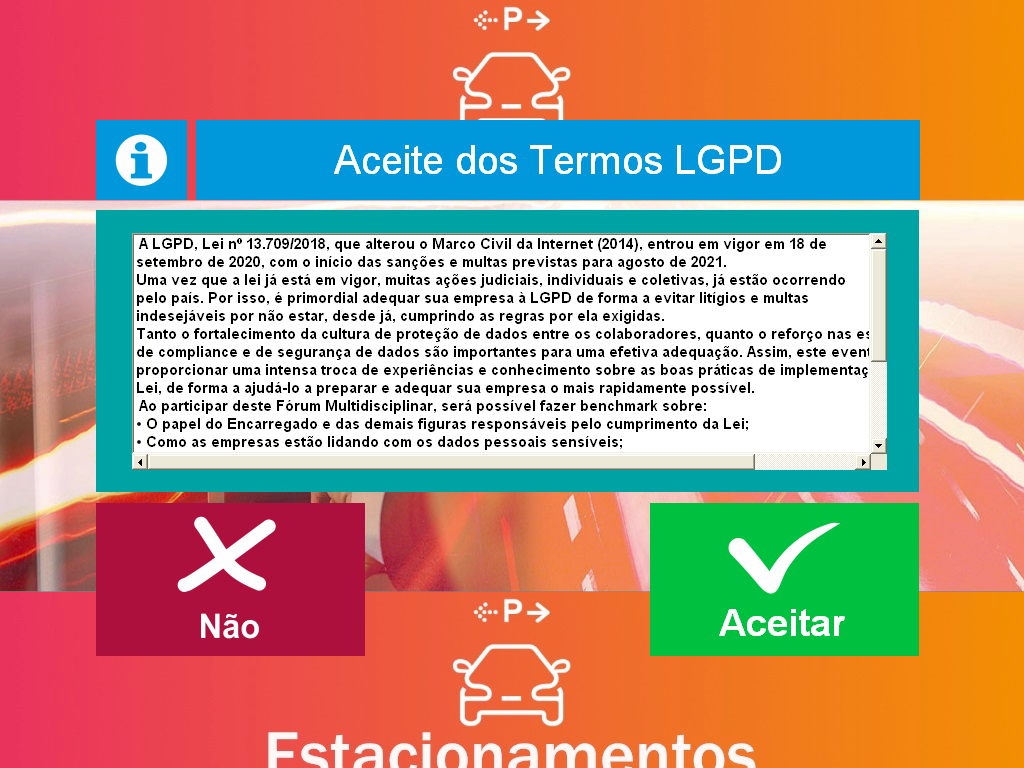 P
Aceite dos Termos LGPD
A LGPD, Lei nº 13.709/2018, que alterou o Marco Civil da Internet (2014), entrou em vigor em 18 de
setembro de 2020, com o início das sanções e multas previstas para agosto de 2021.
Uma vez que a lei já está em vigor, muitas ações judiciais, individuais e coletivas, já estão ocorrendo
pelo país. Por isso, é primordial adequar sua empresa à LGPD de forma a evitar litígios e multas
indesejáveis por não estar, desde já, cumprindo as regras por ela exigidas.
Tanto o fortalecimento da cultura de proteção de dados entre os colaboradores, quanto o reforço nas es
de compliance e de segurança de dados são importantes para uma efetiva adequação. Assim, este event
proporcionar uma intensa troca de experiências e conhecimento sobre as boas práticas de implementaç
Lei, de forma a ajudá-lo a preparar e adequar sua empresa o mais rapidamente possível.
Ao participar deste Fórum Multidisciplinar, será possível fazer benchmark sobre:
• O papel do Encarregado e das demais figuras responsáveis pelo cumprimento da Lei;
• Como as empresas estão lidando com os dados pessoais sensíveis;
Não
Aceitar
P
Estacionamentos